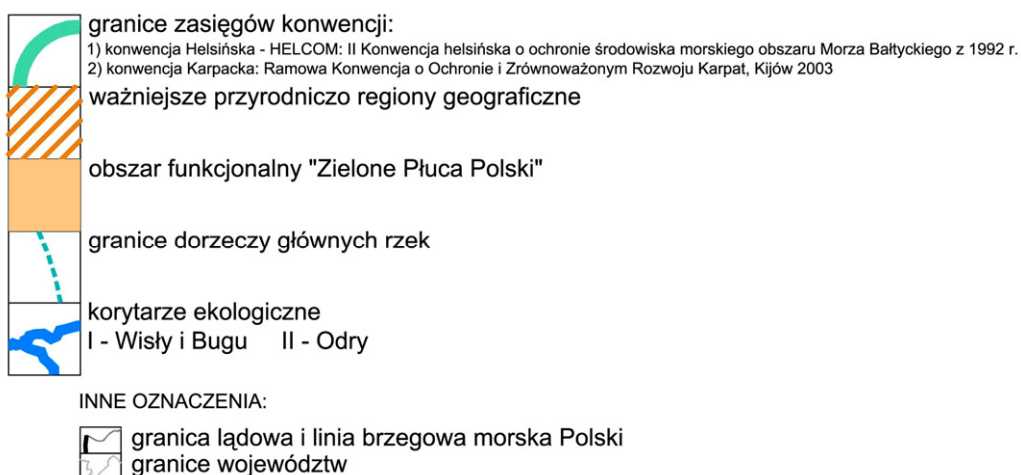 granice zasięgów konwencji:
1) konwencja Helsińska - HELCOM: II Konwencja helsińska o ochronie środowiska morskiego obszaru Morza Bałtyckiego z 1992 r.
2) konwencja Karpacka: Ramowa Konwencja o Ochronie i Zrównoważonym Rozwoju Karpat, Kijów 2003
ważniejsze przyrodniczo regiony geograficzne
obszar funkcjonalny "Zielone Płuca Polski"
granice dorzeczy głównych rzek
korytarze ekologiczne
I - Wisły i Bugu II - Odry
INNE OZNACZENIA:
granica lądowa i linia brzegowa morska Polski
granice województw